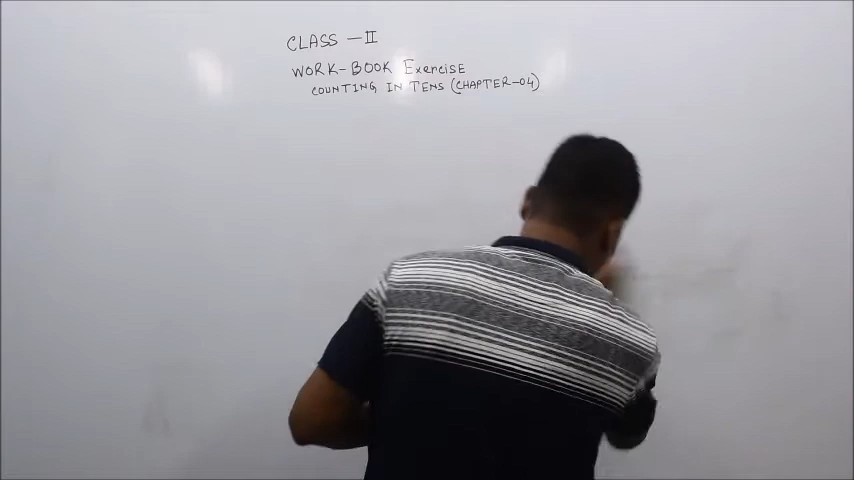 CLASS - II
WORK-BOOK Exercise
COUNTING IN TENS (CHAPTER-04)